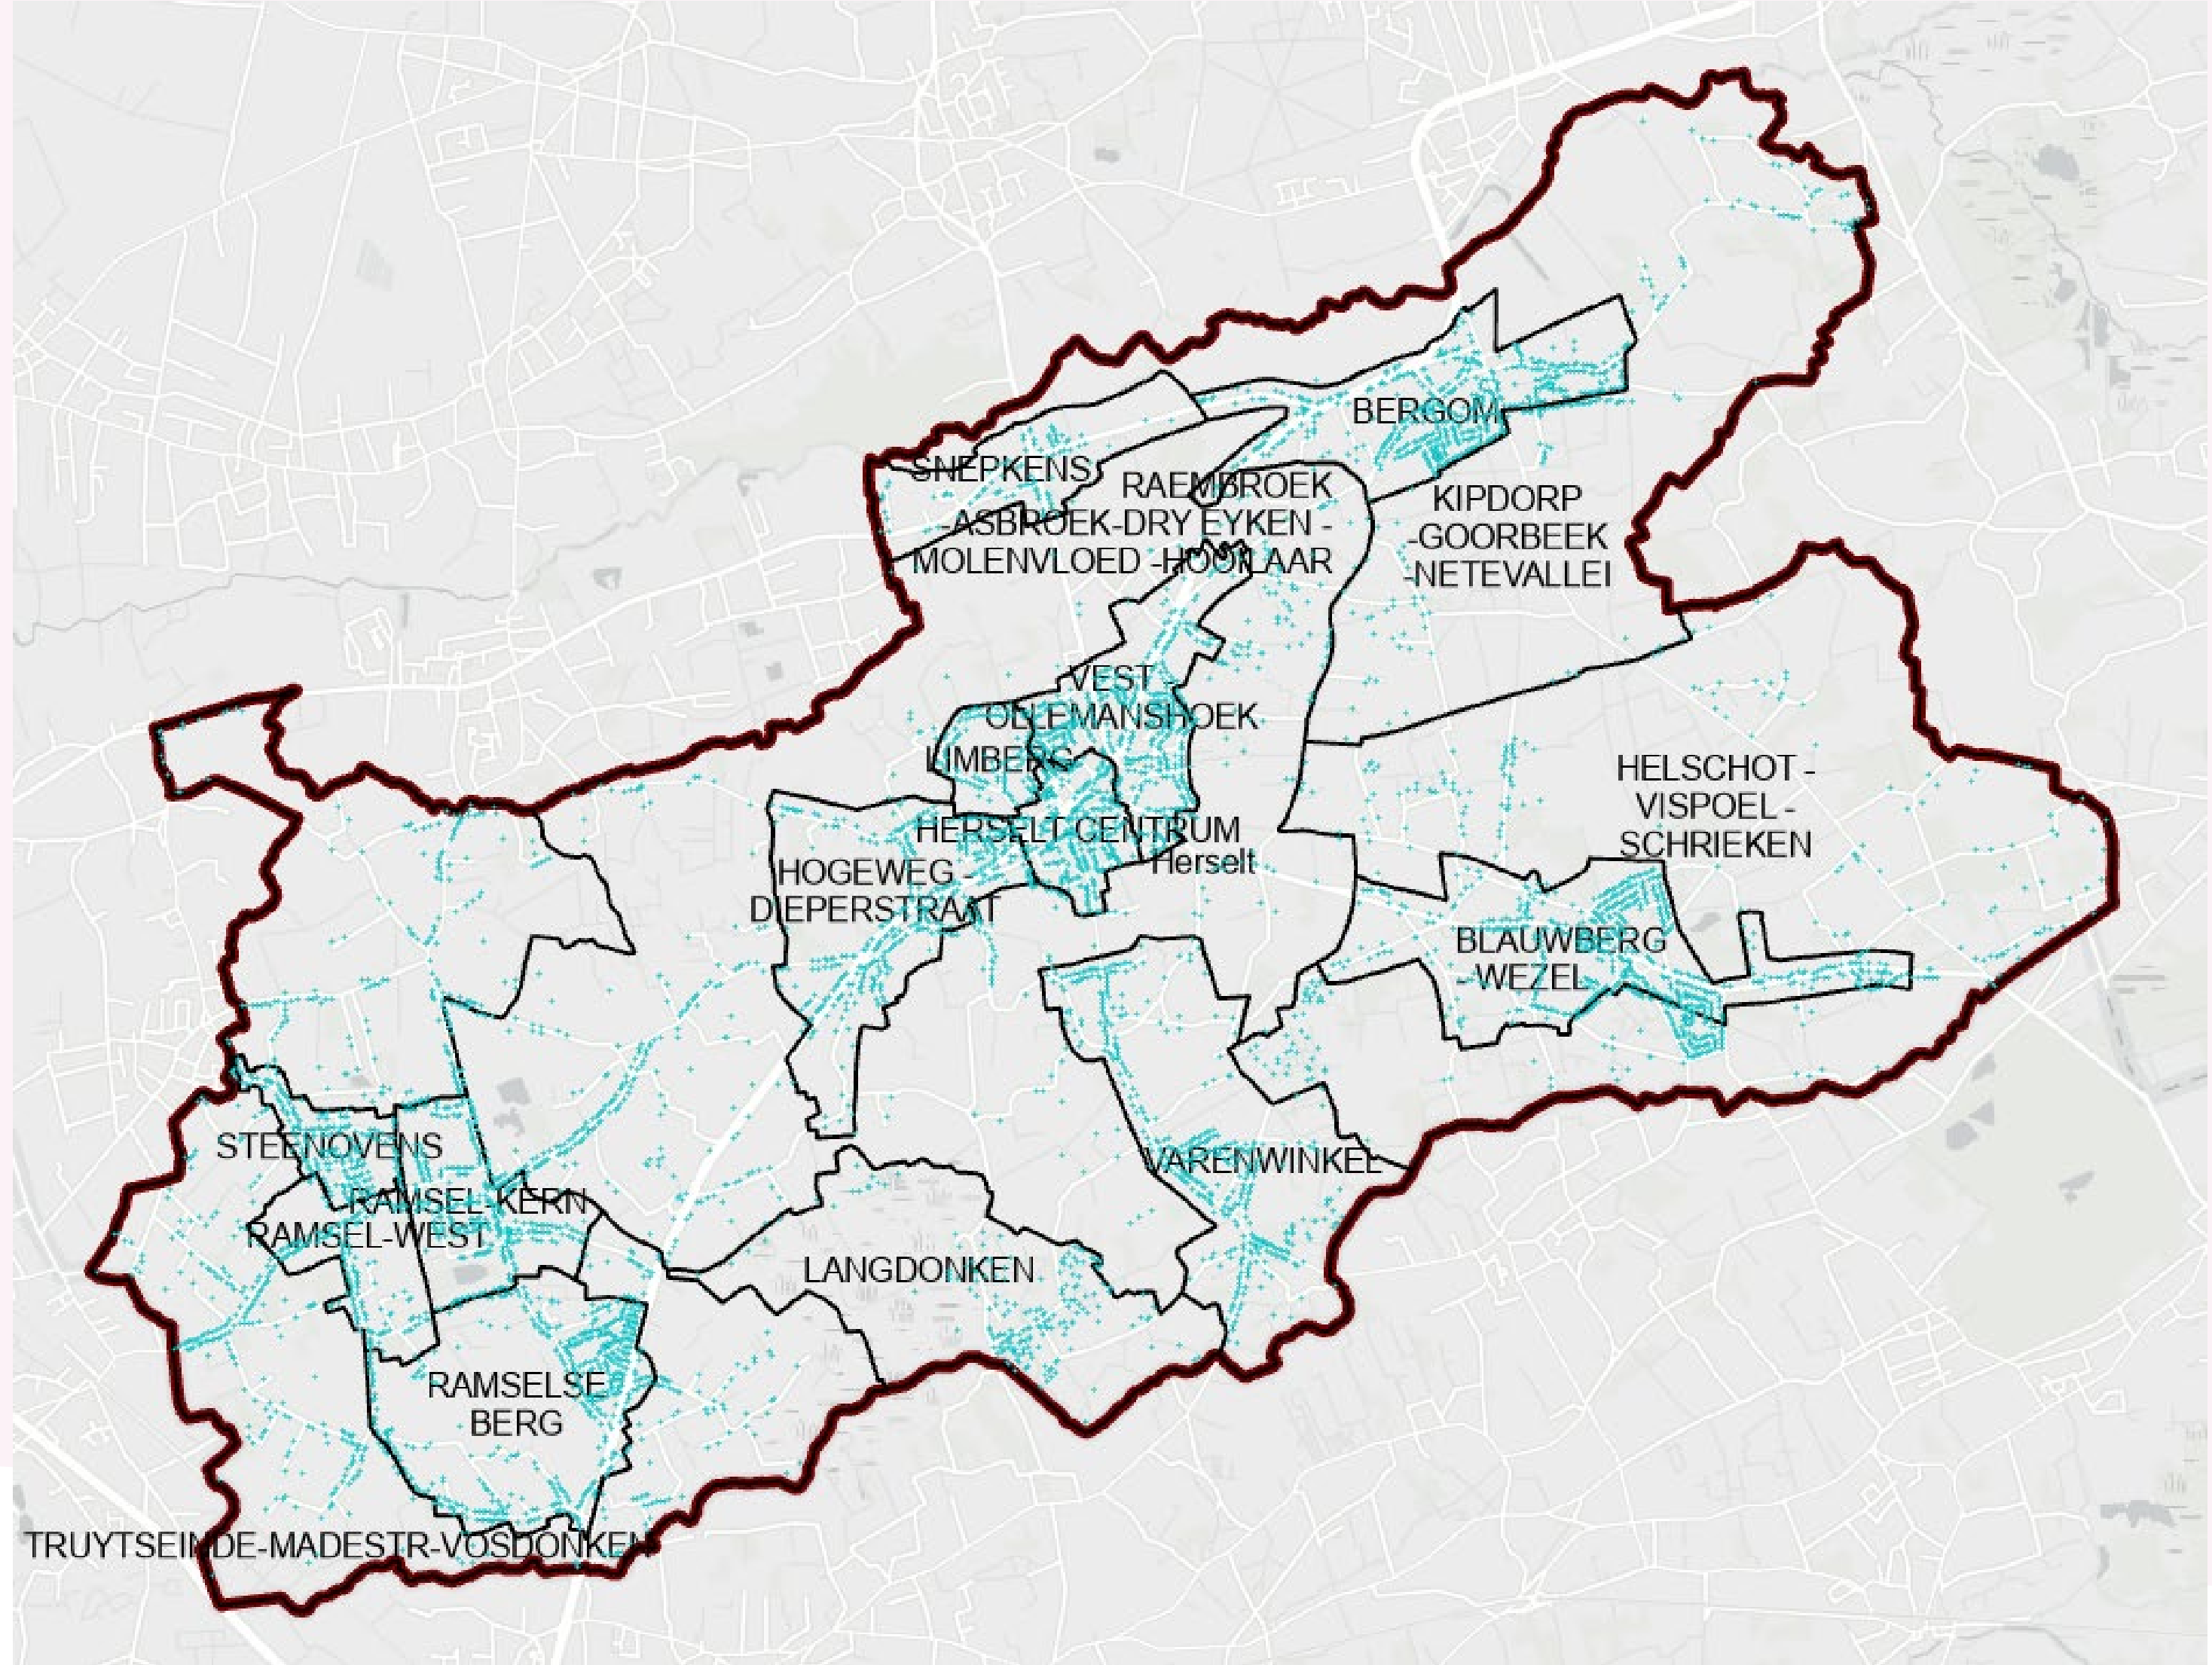 BERGOM
SNEPKENS
RAEMBROEK
-ASBROEK-DRY EYKEN -
MOLENVLOED -HOOILAAR
KIPDORP
-GOORBEEK
-NETEVALLEI
VEST -
OLLEMANSHOEK
LIMBERG
HELSCHOT -
VISPOEL -
SCHRIEKEN
HERSELT CENTRUM
Herselt
HOGEWEG -
DIEPERSTRAAT
BLAUWBERG
- WEZEL
STEENOVENS
VARENWINKEL
RAMSEL-KERN
RAMSEL-WEST
LANGDONKEN
RAMSELSE
BERG
TRUYTSEINDE-MADESTR-VOSDONKEN